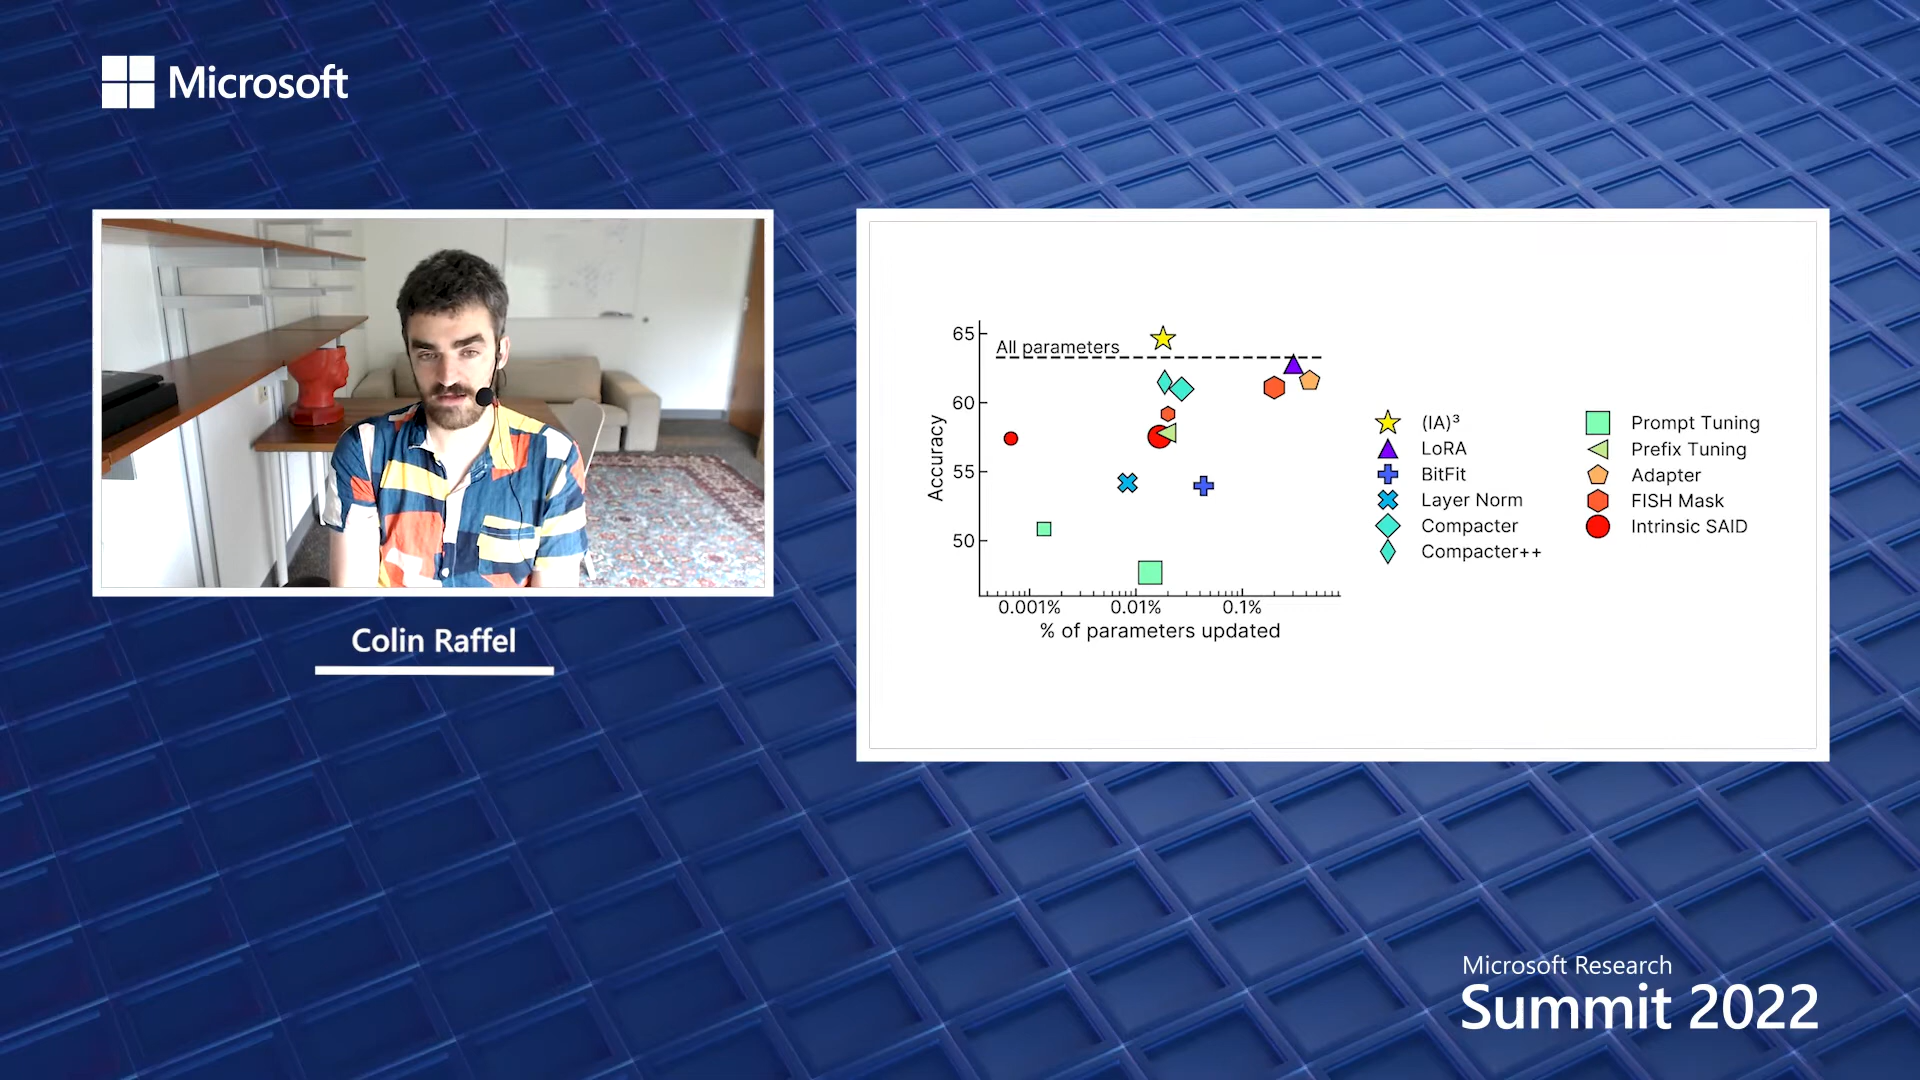 Microsoft
Colin Raffel
65
60
55
50
Accuracy
All parameters
0.001% 0.01% 0.1%
% of parameters updated
(IA)³
LoRA
BitFit
Layer Norm
Compacter
Compacter++
Prompt Tuning
Prefix Tuning
Adapter
FISH Mask
Intrinsic SAID
Microsoft Research
Summit 2022